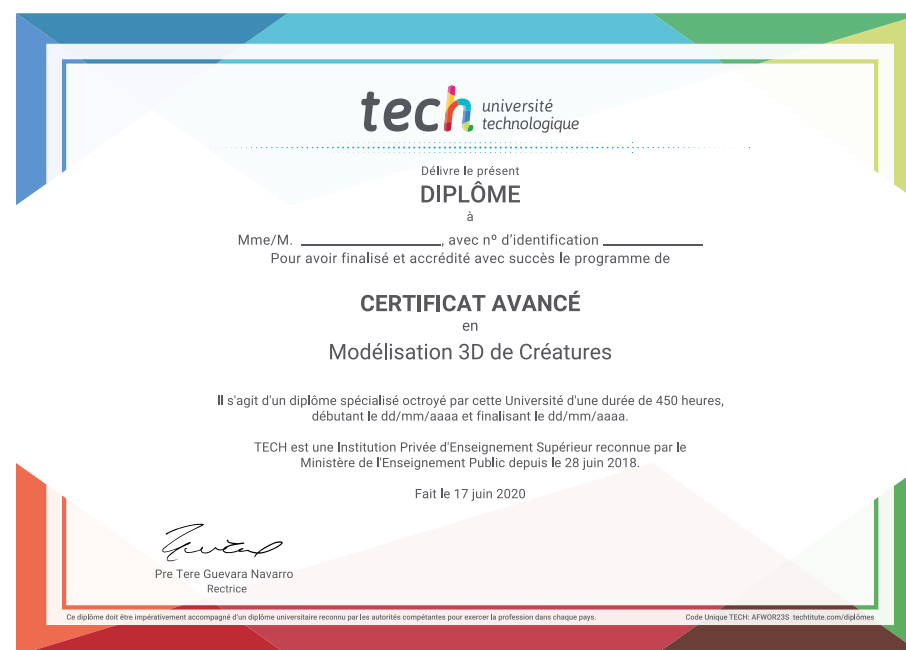 tech université
technologique
Délivre le présent
DIPLÔME
à
Mme/M. ____________________, avec nº d'identification ______________
Pour avoir finalisé et accrédité avec succès le programme de
CERTIFICAT AVANCÉ
en
Modélisation 3D de Créatures
Il s'agit d'un diplôme spécialisé octroyé par cette Université d'une durée de 450 heures,
débutant le dd/mm/aaaa et finalisant le dd/mm/aaaa.
TECH est une Institution Privée d'Enseignement Supérieur reconnue par le
Ministère de l'Enseignement Public depuis le 28 juin 2018.
Fait le 17 juin 2020
Pre Tere Guevara Navarro
Rectrice
Ce diplôme doit être impérativement accompagné d'un diplôme universitaire reconnu par les autorités compétentes pour exercer la profession dans chaque pays.
Code Unique TECH: AFWOR23S techtitute.com/diplômes